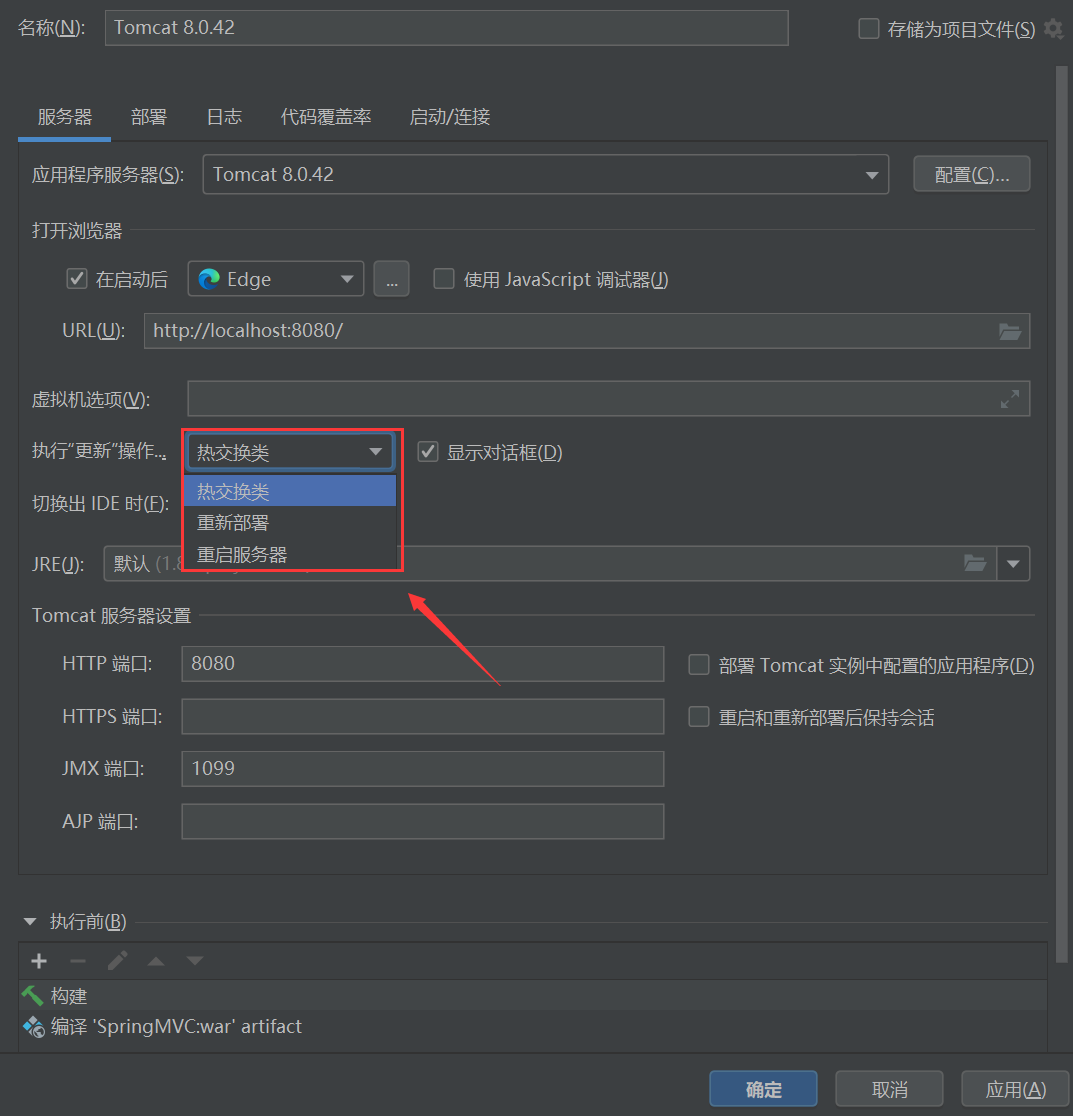 名称(N): Tomcat 8.0.42 存储为项目文件(S)
服务器 部署 日志 代码覆盖率 启动/连接
应用程序服务器(S): Tomcat 8.0.42 配置(C)...
打开浏览器
在启动后 Edge ... 使用 JavaScript 调试器(J)
URL(U): http://localhost:8080/
虚拟机选项(V):
执行"更新"操作... 热交换类 显示对话框(D)
热交换类
切换出 IDE 时(F):
重新部署
重启服务器
JRE(J): 默认 (1.8
Tomcat 服务器设置
HTTP 端口: 8080 部署 Tomcat 实例中配置的应用程序(D)
HTTPS 端口: 重启和重新部署后保持会话
JMX 端口: 1099
AJP 端口:
执行前(B)
构建
编译 'SpringMVC:war' artifact
确定 取消 应用(A)